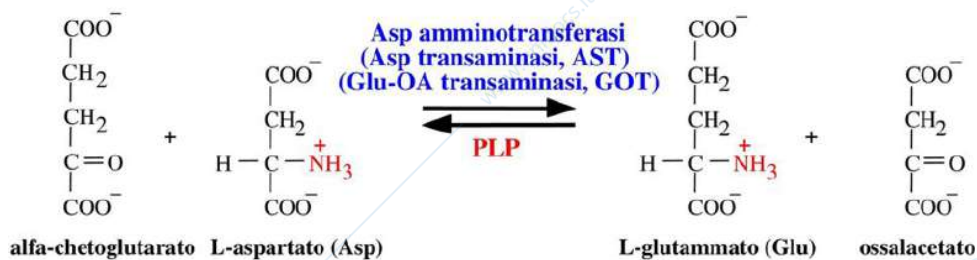 COO⁻
CH₂
CH₂
C=O
COO⁻
+
COO⁻
CH₂
H–C–NH₃⁺
COO⁻
Asp amminotransferasi
(Asp transaminasi, AST)
(Glu-OA transaminasi, GOT)
PLP
COO⁻
CH₂
CH₂
H–C–NH₃⁺
COO⁻
+
COO⁻
CH₂
C=O
COO⁻
alfa-chetoglutarato
L-aspartato (Asp)
L-glutammato (Glu)
ossalacetato